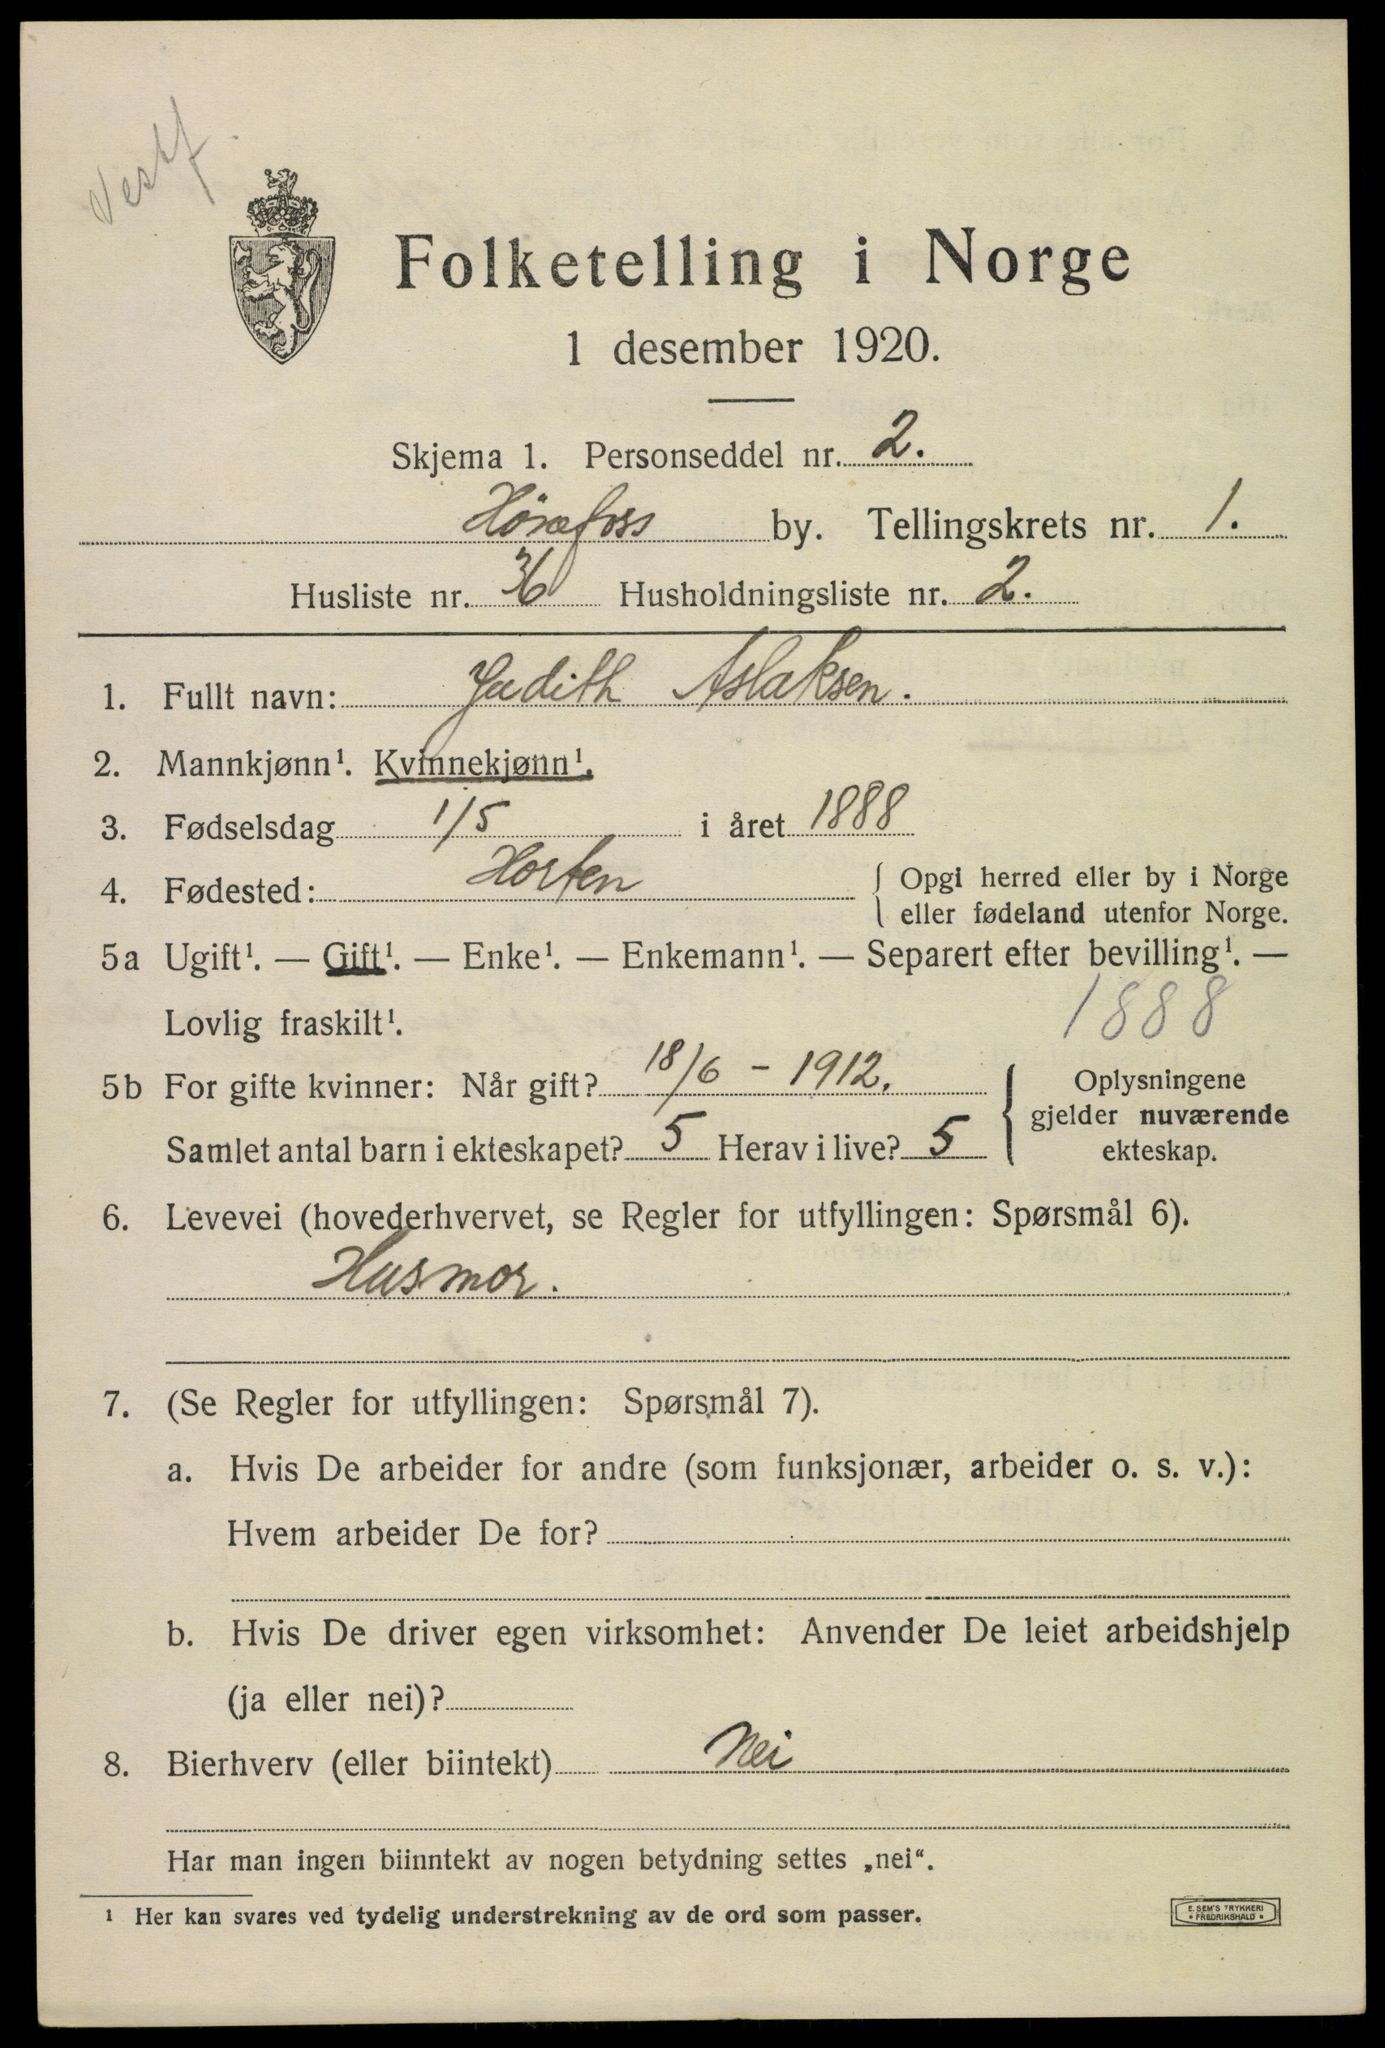 Vestf.
Folketelling i Norge
1 desember 1920.
Skjema 1. Personseddel nr. 2.
Hønefoss by. Tellingskrets nr. 1.
Husliste nr. 36 Husholdningsliste nr. 2.
1. Fullt navn: Judith Aslaksen.
2. Mannkjønn¹. Kvinnekjønn¹.
3. Fødselsdag 1/5 i året 1888
4. Fødested: Horten { Opgi herred eller by i Norge
eller fødeland utenfor Norge.
5a Ugift¹. — Gift¹. — Enke¹. — Enkemann¹. — Separert efter bevilling¹. —
Lovlig fraskilt¹. 1888
5b For gifte kvinner: Når gift? 18/6 - 1912. { Oplysningene
gjelder nuværende
Samlet antal barn i ekteskapet? 5 Herav i live? 5 ekteskap.
6. Levevei (hovederhvervet, se Regler for utfyllingen: Spørsmål 6).
Husmor.
7. (Se Regler for utfyllingen: Spørsmål 7).
a. Hvis De arbeider for andre (som funksjonær, arbeider o. s. v.):
Hvem arbeider De for?
b. Hvis De driver egen virksomhet: Anvender De leiet arbeidshjelp
(ja eller nei)?
8. Bierhverv (eller biintekt) Nei
Har man ingen biinntekt av nogen betydning settes „nei“.
¹ Her kan svares ved tydelig understrekning av de ord som passer.
E. SEM'S TRYKKERI
FREDRIKSHALD